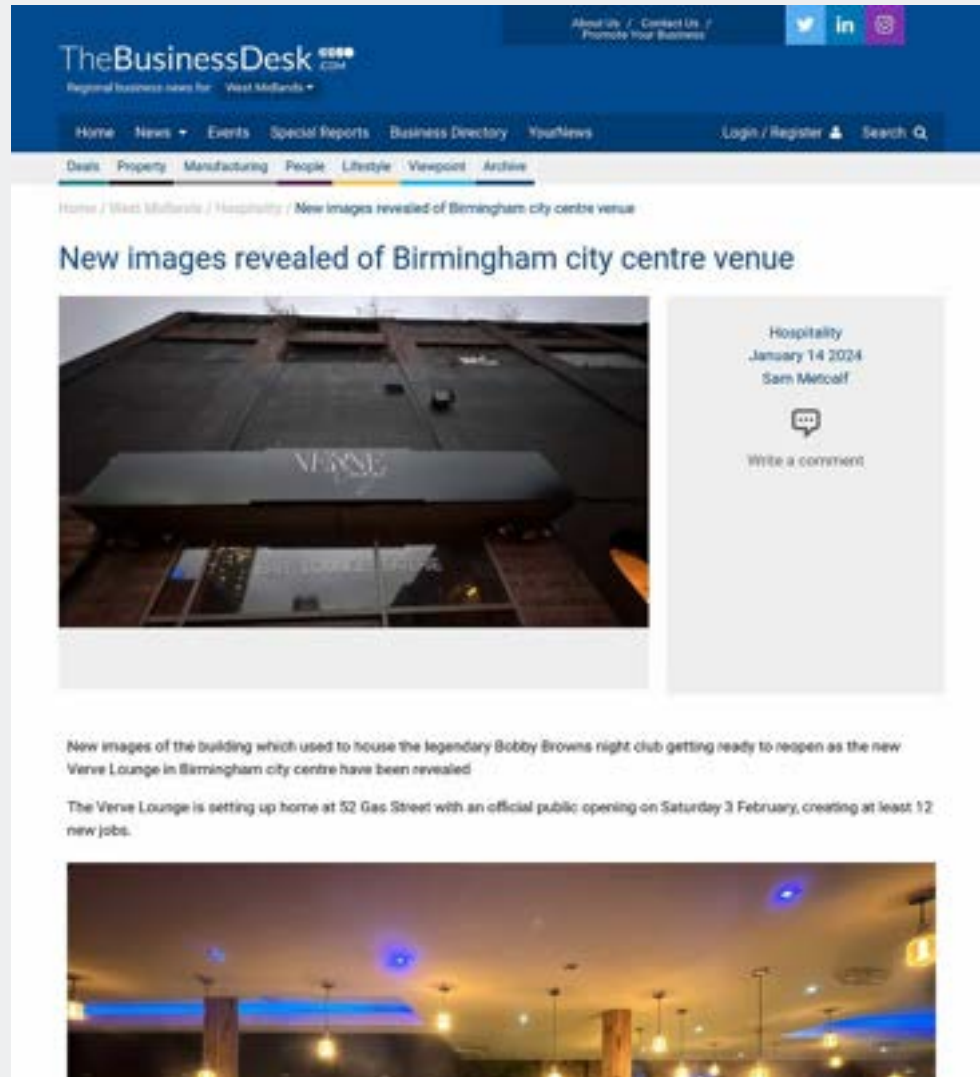 About Us / Contact Us /
Promote Your Business
in
TheBusinessDesk
.COM
Regional business news for West Midlands
Home News Events Special Reports Business Directory YourNews Login / Register Search
Deals Property Manufacturing People Lifestyle Viewpoint Archive
Home / West Midlands / Hospitality / New images revealed of Birmingham city centre venue
New images revealed of Birmingham city centre venue
Hospitality
January 14 2024
Sam Metcalf
Write a comment
New images of the building which used to house the legendary Bobby Browns night club getting ready to reopen as the new
Verve Lounge in Birmingham city centre have been revealed
The Verve Lounge is setting up home at 52 Gas Street with an official public opening on Saturday 3 February, creating at least 12
new jobs.